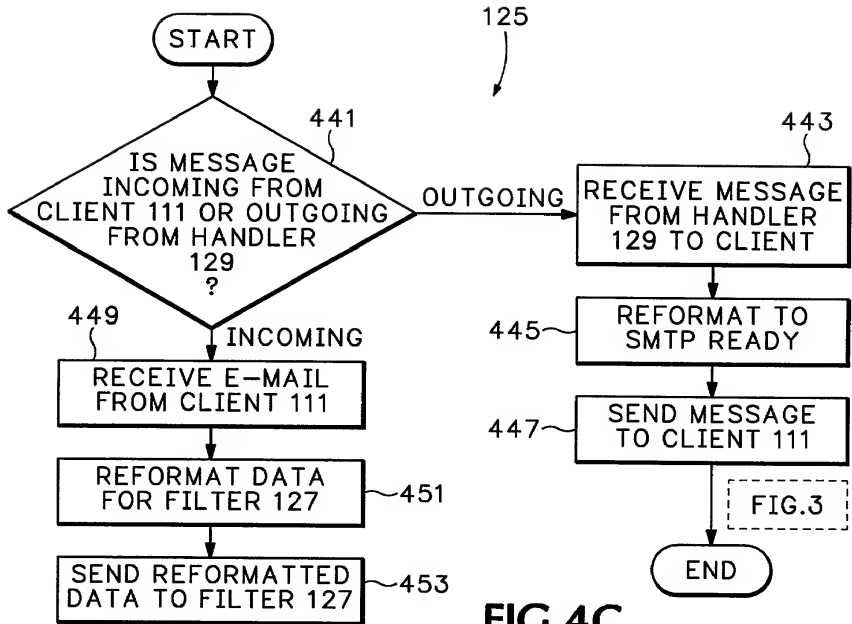 START
125
441
IS MESSAGE
INCOMING FROM
CLIENT 111 OR OUTGOING
FROM HANDLER
129
?
OUTGOING
443
RECEIVE MESSAGE
FROM HANDLER
129 TO CLIENT
445
REFORMAT TO
SMTP READY
447
SEND MESSAGE
TO CLIENT 111
FIG.3
END
INCOMING
449
RECEIVE E-MAIL
FROM CLIENT 111
REFORMAT DATA
FOR FILTER 127
451
SEND REFORMATTED
DATA TO FILTER 127
453
FIG.4C